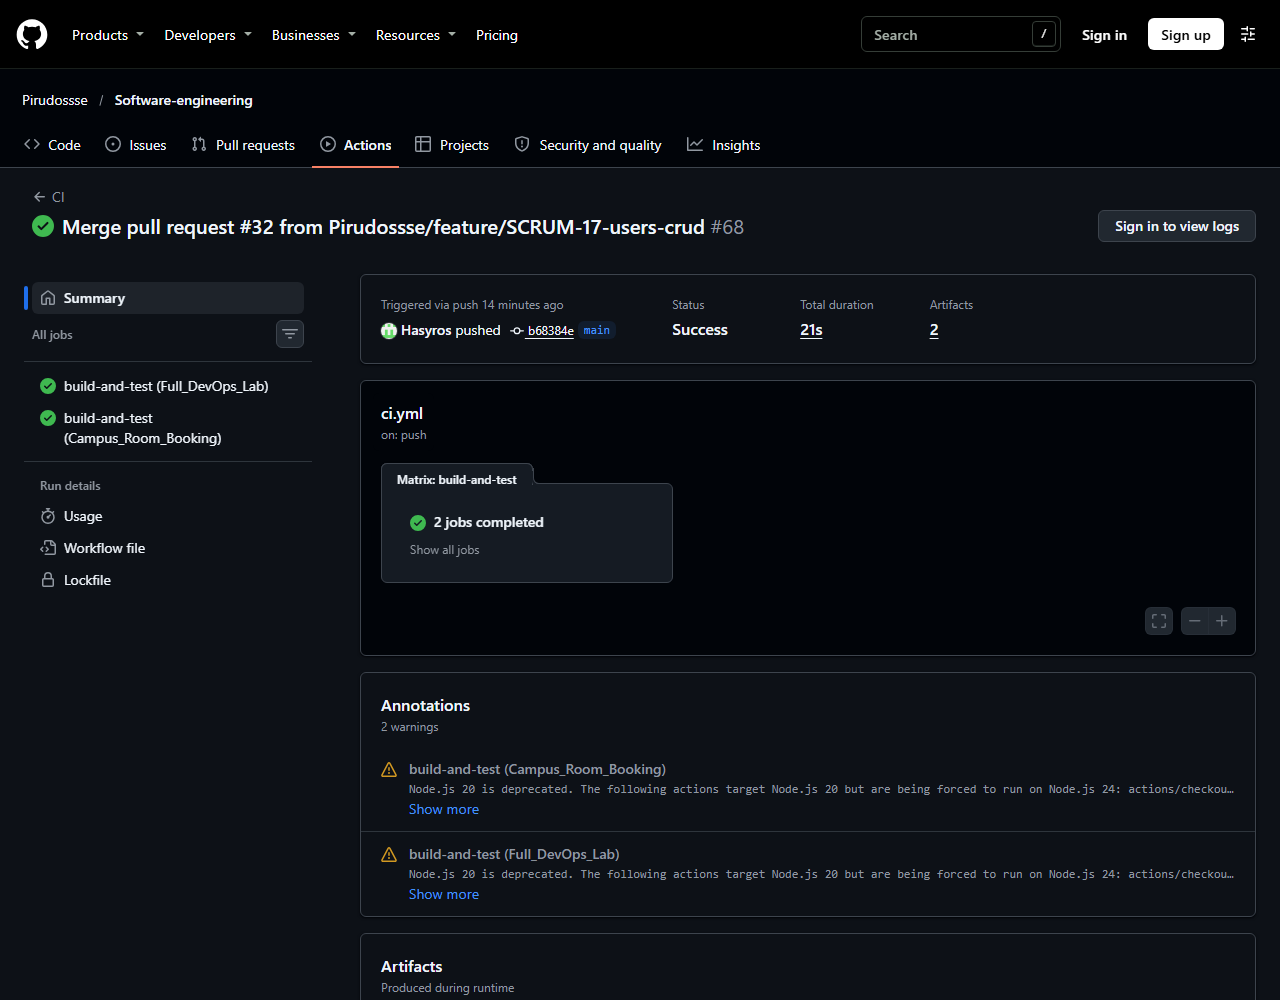 Products
Developers
Businesses
Resources
Pricing
Search /
Sign in
Sign up
Pirudossse / Software-engineering
Code
Issues
Pull requests
Actions
Projects
Security and quality
Insights
CI
Merge pull request #32 from Pirudossse/feature/SCRUM-17-users-crud #68
Sign in to view logs
Summary
All jobs
build-and-test (Full_DevOps_Lab)
build-and-test
(Campus_Room_Booking)
Run details
Usage
Workflow file
Lockfile
Triggered via push 14 minutes ago
Hasyros pushed b68384e main
Status
Success
Total duration
21s
Artifacts
2
ci.yml
on: push
Matrix: build-and-test
2 jobs completed
Show all jobs
Annotations
2 warnings
build-and-test (Campus_Room_Booking)
Node.js 20 is deprecated. The following actions target Node.js 20 but are being forced to run on Node.js 24: actions/checkou…
Show more
build-and-test (Full_DevOps_Lab)
Node.js 20 is deprecated. The following actions target Node.js 20 but are being forced to run on Node.js 24: actions/checkou…
Show more
Artifacts
Produced during runtime